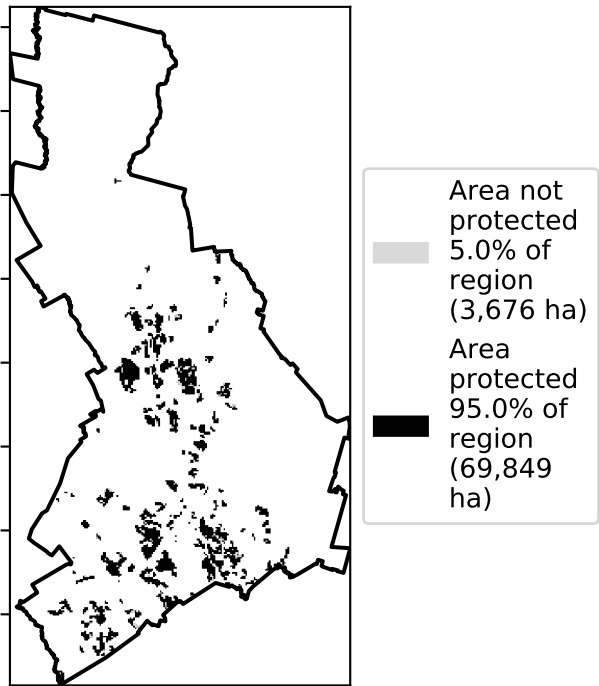 Area not
protected
5.0% of
region
(3,676 ha)
Area
protected
95.0% of
region
(69,849
ha)